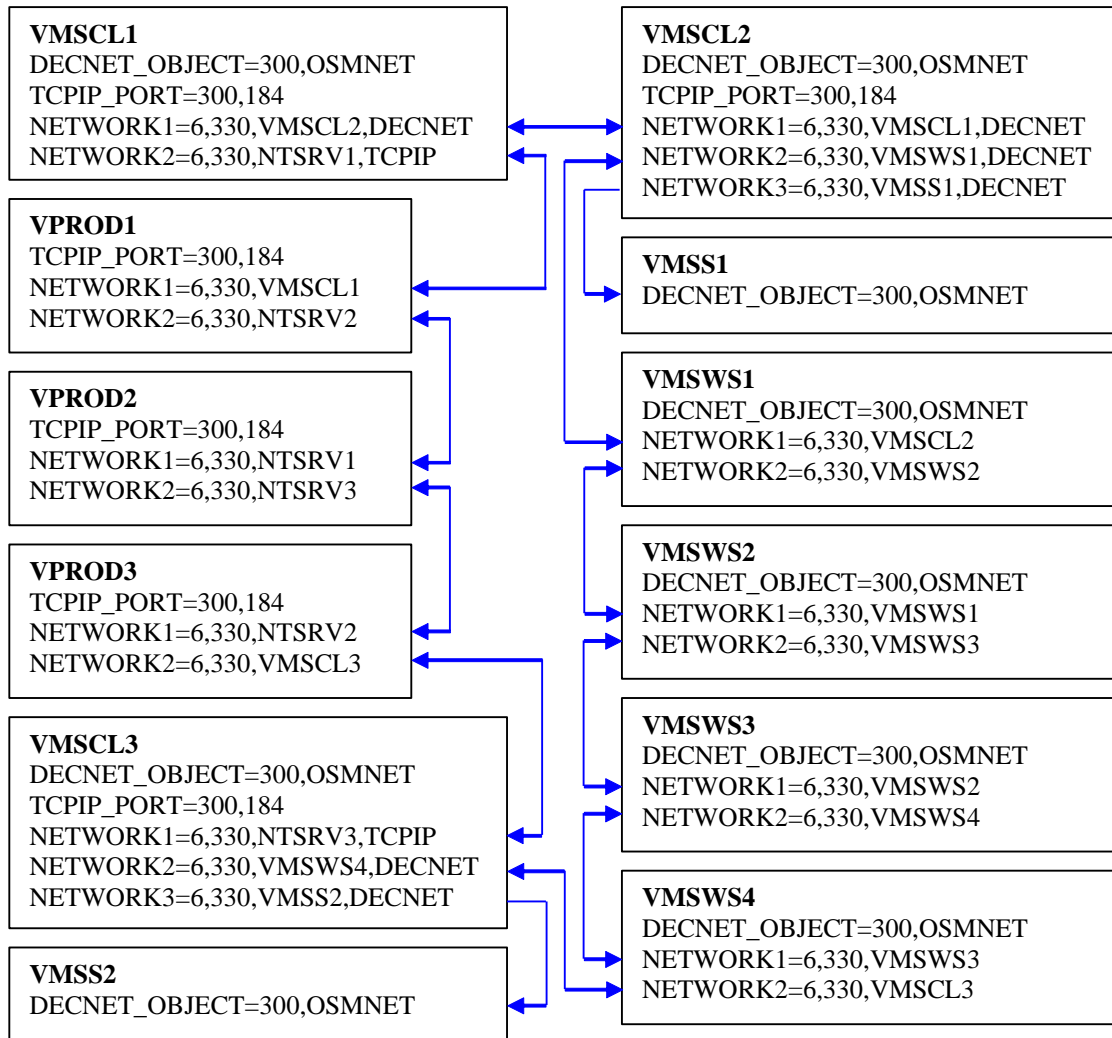 VMSCL1
DECNET_OBJECT=300,OSMNET
TCPIP_PORT=300,184
NETWORK1=6,330,VMSCL2,DECNET
NETWORK2=6,330,NTSRV1,TCPIP
VPROD1
TCPIP_PORT=300,184
NETWORK1=6,330,VMSCL1
NETWORK2=6,330,NTSRV2
VPROD2
TCPIP_PORT=300,184
NETWORK1=6,330,NTSRV1
NETWORK2=6,330,NTSRV3
VPROD3
TCPIP_PORT=300,184
NETWORK1=6,330,NTSRV2
NETWORK2=6,330,VMSCL3
VMSCL3
DECNET_OBJECT=300,OSMNET
TCPIP_PORT=300,184
NETWORK1=6,330,NTSRV3,TCPIP
NETWORK2=6,330,VMSWS4,DECNET
NETWORK3=6,330,VMSS2,DECNET
VMSS2
DECNET_OBJECT=300,OSMNET
VMSCL2
DECNET_OBJECT=300,OSMNET
TCPIP_PORT=300,184
NETWORK1=6,330,VMSCL1,DECNET
NETWORK2=6,330,VMSWS1,DECNET
NETWORK3=6,330,VMSS1,DECNET
VMSS1
DECNET_OBJECT=300,OSMNET
VMSWS1
DECNET_OBJECT=300,OSMNET
NETWORK1=6,330,VMSCL2
NETWORK2=6,330,VMSWS2
VMSWS2
DECNET_OBJECT=300,OSMNET
NETWORK1=6,330,VMSWS1
NETWORK2=6,330,VMSWS3
VMSWS3
DECNET_OBJECT=300,OSMNET
NETWORK1=6,330,VMSWS2
NETWORK2=6,330,VMSWS4
VMSWS4
DECNET_OBJECT=300,OSMNET
NETWORK1=6,330,VMSWS3
NETWORK2=6,330,VMSCL3